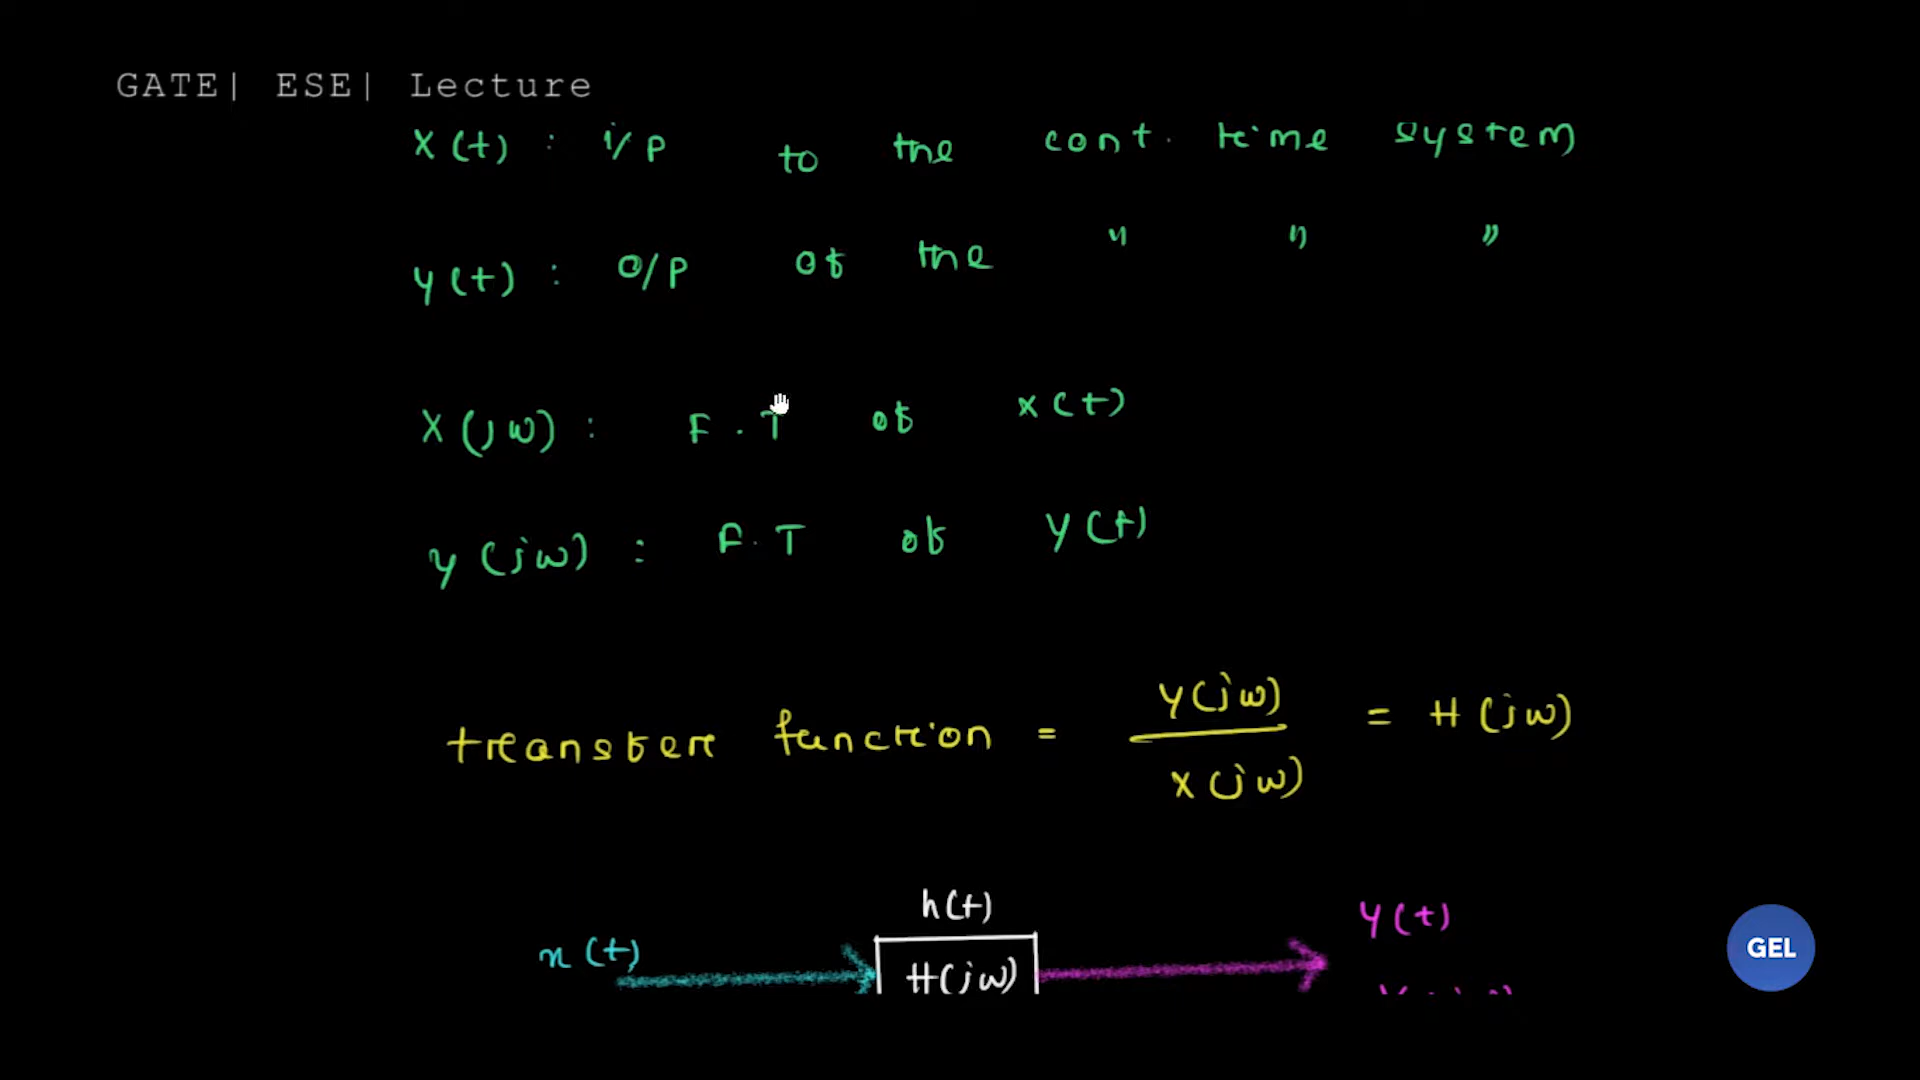 GATE| ESE| Lecture
x(t) : i/p to the cont. time system
y(t) : o/p of the " " "
X(jω) : F.T of x(t)
Y(jω) : F.T of y(t)
transfer function = Y(jω) / X(jω) = H(jω)
h(t)
x(t) H(jω) y(t)
GEL